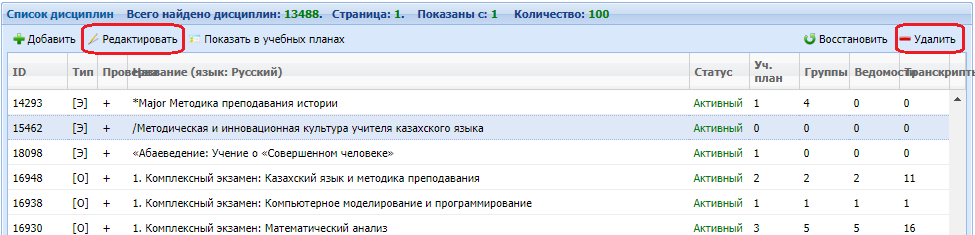 Список дисциплин Всего найдено дисциплин: 13488. Страница: 1. Показаны с: 1 Количество: 100
Добавить Редактировать Показать в учебных планах Восстановить Удалить
ID Тип Провере Название (язык: Русский) Статус Уч. план Группы Ведомости Транскрипты
14293 [Э] + *Major Методика преподавания истории Активный 1 4 0 0
15462 [Э] + /Методическая и инновационная культура учителя казахского языка Активный 0 0 0 0
18098 [Э] + «Абаеведение: Учение о «Совершенном человеке» Активный 1 0 0 0
16948 [О] + 1. Комплексный экзамен: Казахский язык и методика преподавания Активный 2 2 2 11
16938 [О] + 1. Комплексный экзамен: Компьютерное моделирование и программирование Активный 1 1 1 1
16930 [О] + 1. Комплексный экзамен: Математический анализ Активный 3 5 5 16